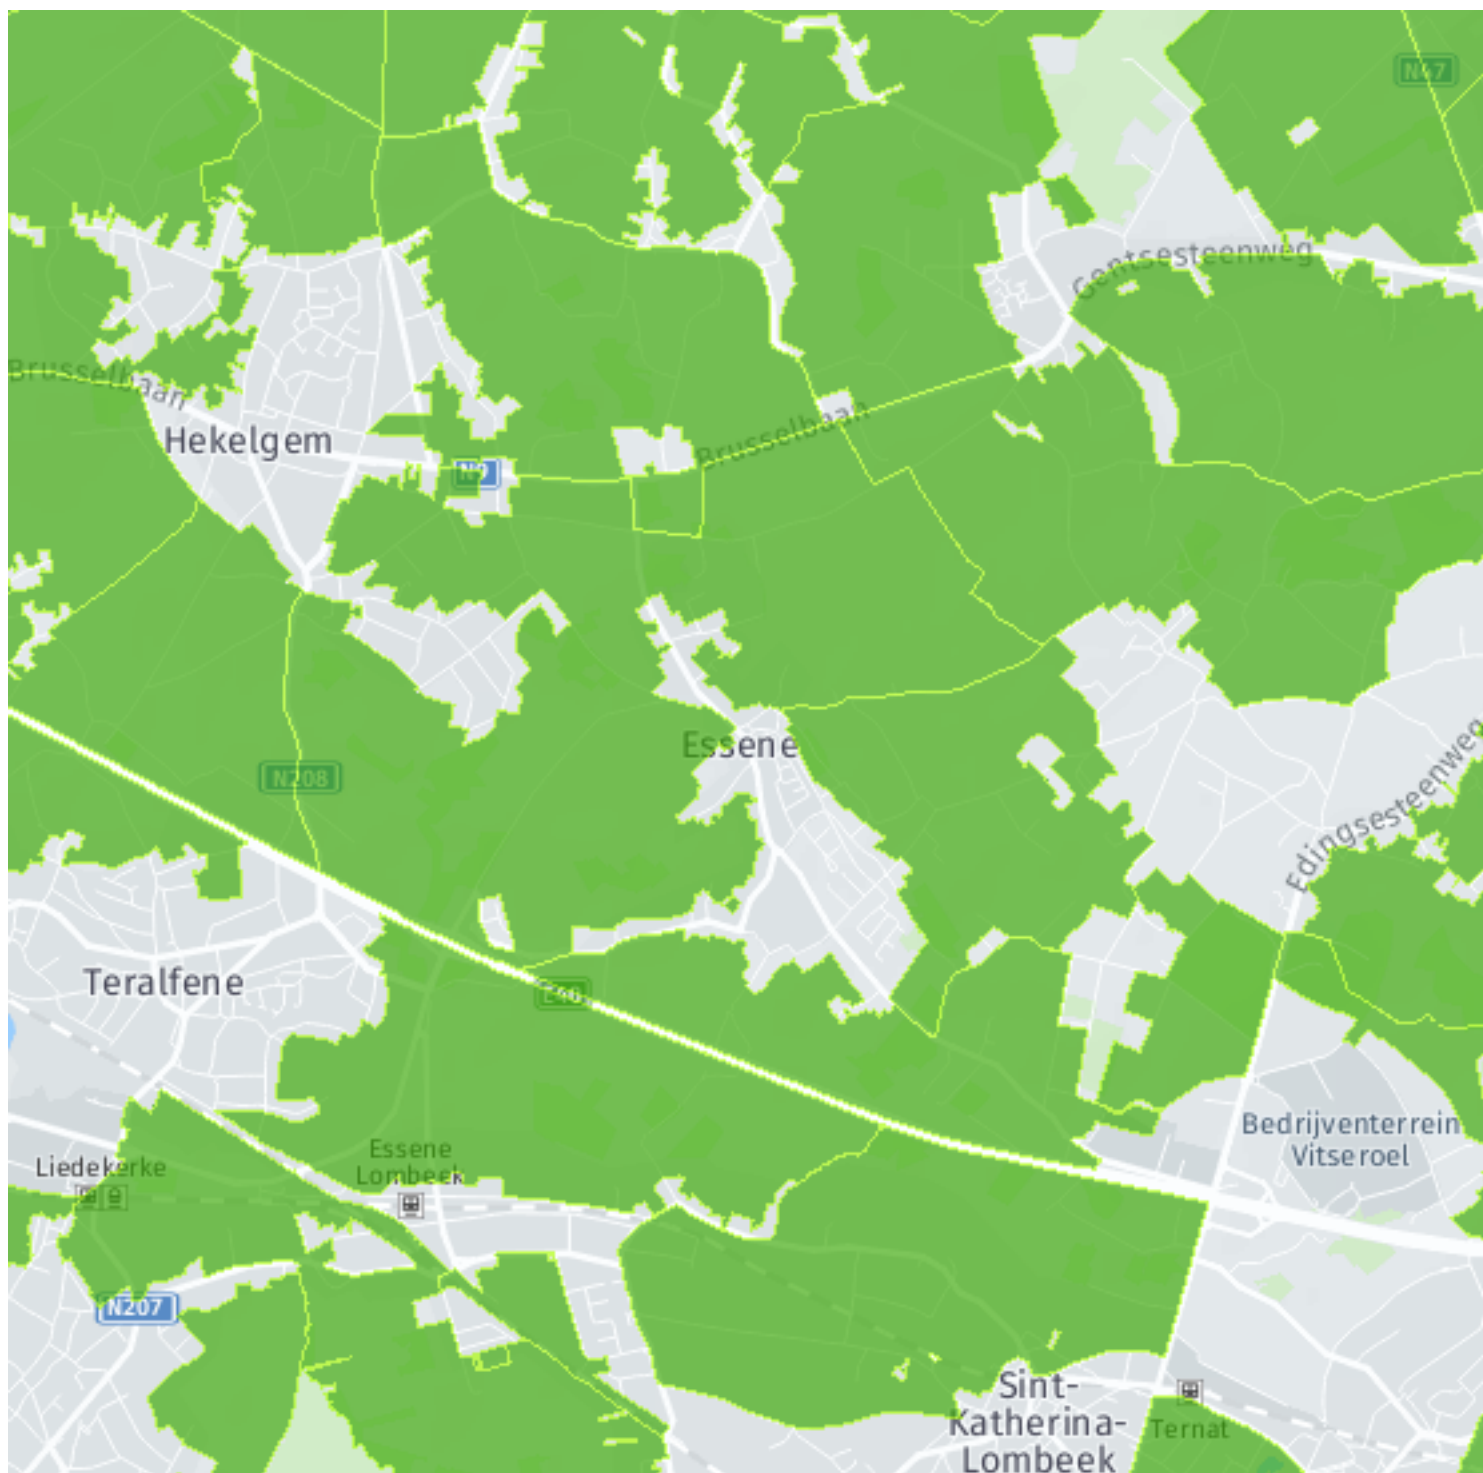 N47
Gentsesteenweg
Brusselbaan
Brusselbaan
Hekelgem
N9
Essene
N208
Edingsesteenweg
Teralfene
E40
Bedrijventerrein
Vitseroel
Essene
Lombeek
Liedekerke
N207
Sint-
Katherina-
Lombeek
Ternat